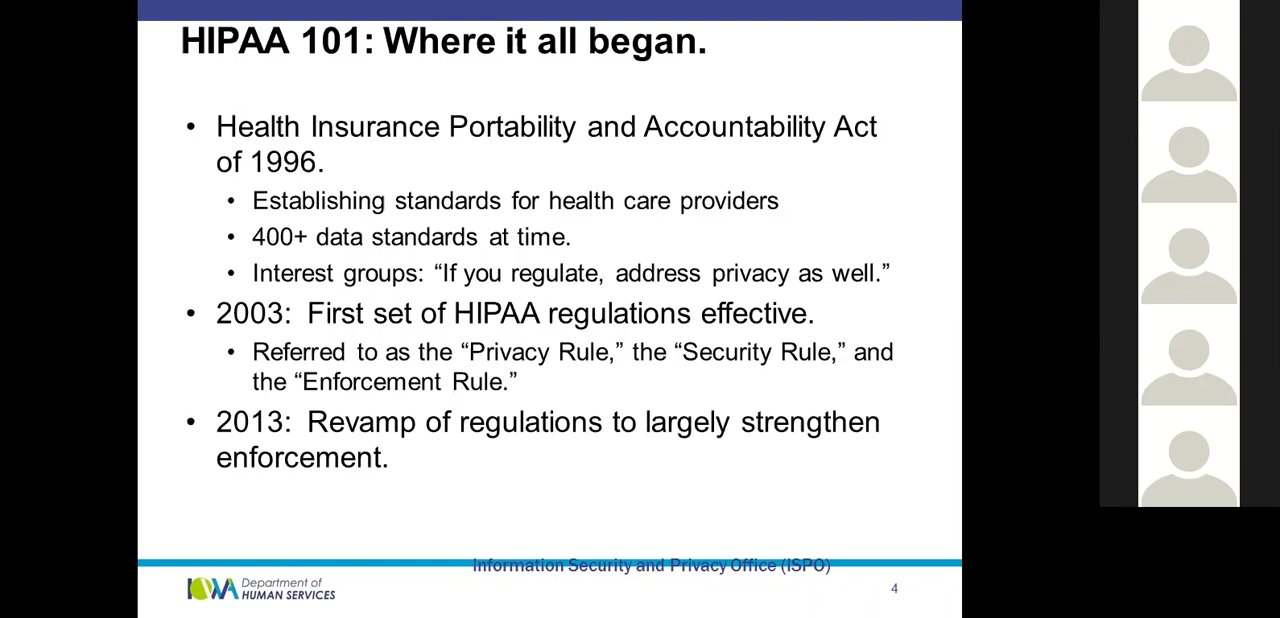 HIPAA 101: Where it all began.
• Health Insurance Portability and Accountability Act
of 1996.
• Establishing standards for health care providers
• 400+ data standards at time.
• Interest groups: “If you regulate, address privacy as well.”
• 2003: First set of HIPAA regulations effective.
• Referred to as the “Privacy Rule,” the “Security Rule,” and
the “Enforcement Rule.”
• 2013: Revamp of regulations to largely strengthen
enforcement.
Information Security and Privacy Office (ISPO)
IOWA Department of
HUMAN SERVICES
4